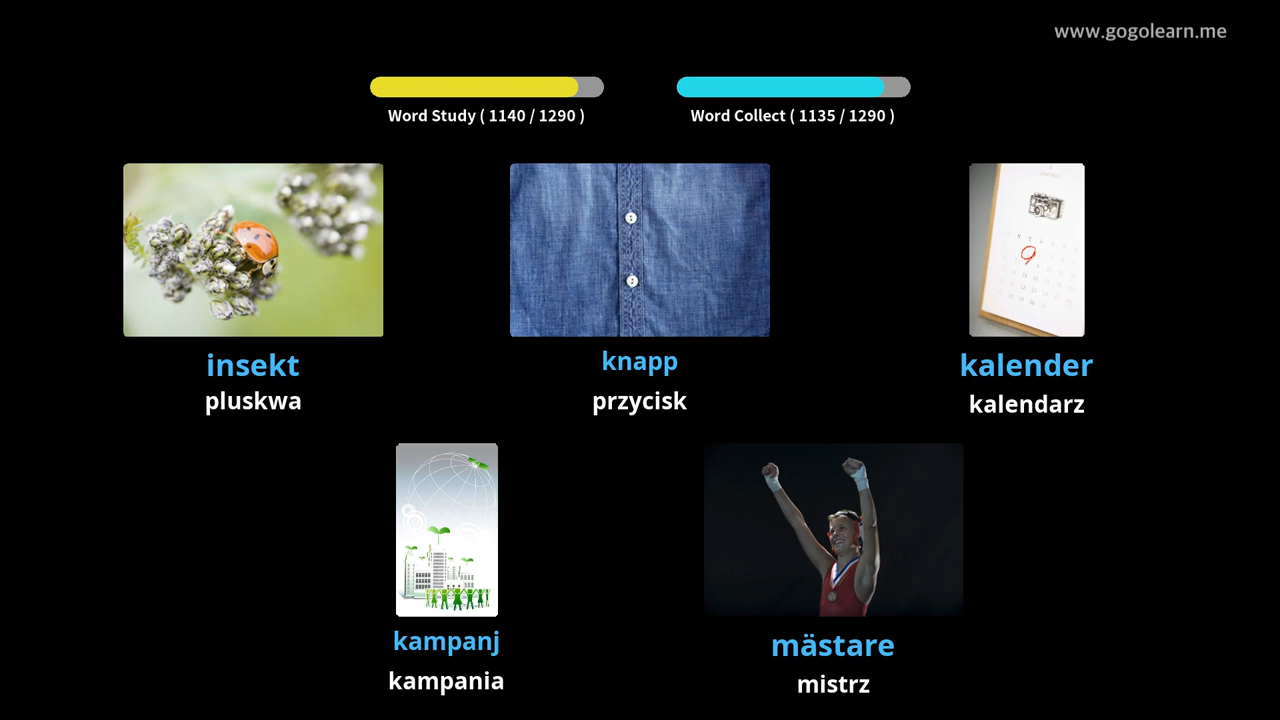 www.gogolearn.me
Word Study ( 1140 / 1290 )
Word Collect ( 1135 / 1290 )
insekt
pluskwa
knapp
przycisk
kalender
kalendarz
kampanj
kampania
mästare
mistrz